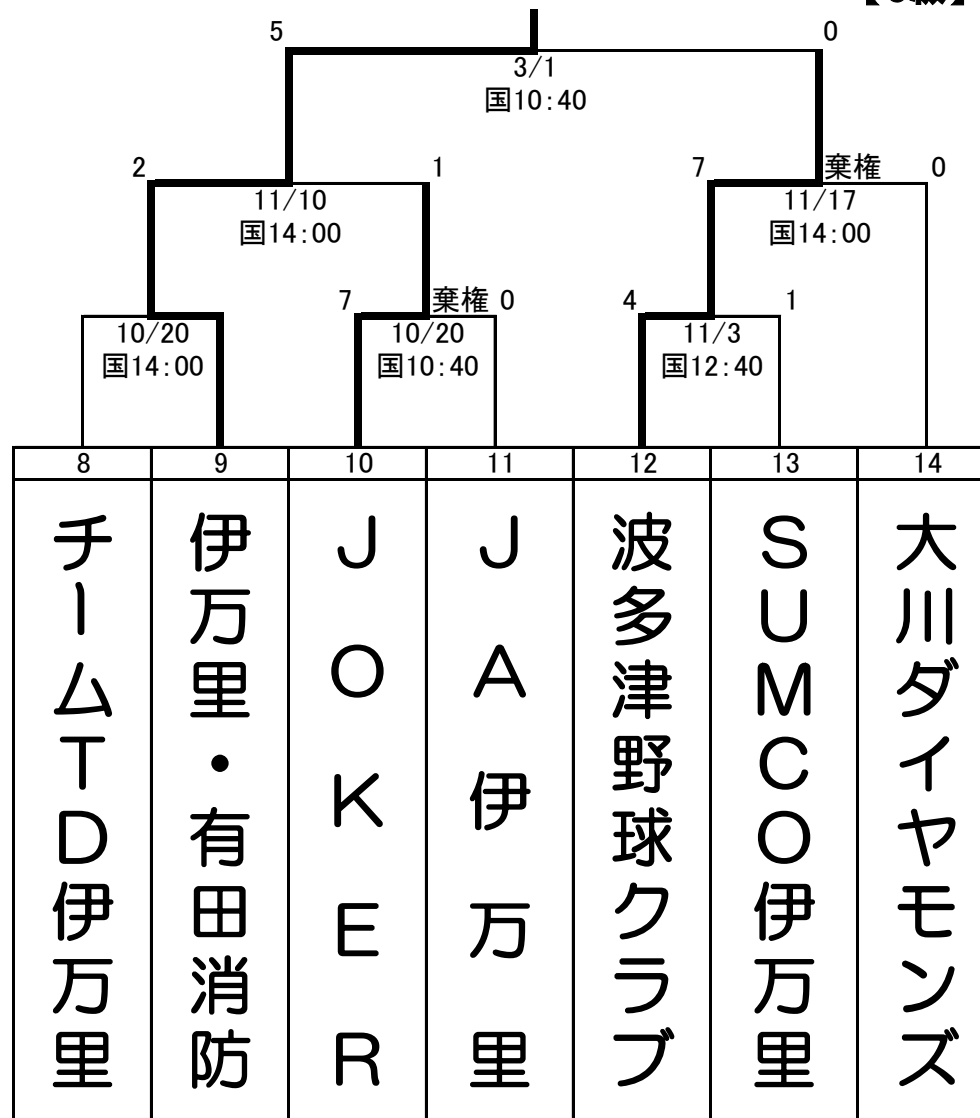 5 0
3/1
国10:40
2 1 7 棄権 0
11/10 11/17
国14:00 国14:00
7 棄権 0 4 1
10/20 10/20 11/3
国14:00 国10:40 国12:40
8 9 10 11 12 13 14
チームTD伊万里
伊万里・有田消防
JOKER
JA伊万里
波多津野球クラブ
SUMCO伊万里
大川ダイヤモンズ